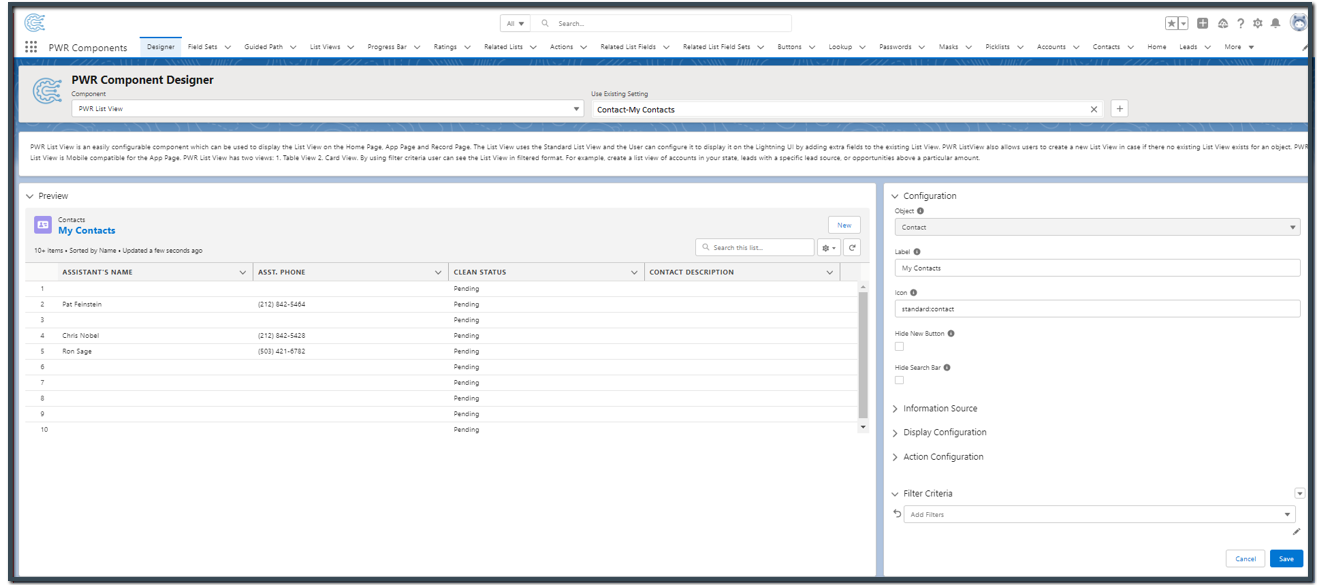 All
Search...
PWR Components
Designer
Field Sets
Guided Path
List Views
Progress Bar
Ratings
Related Lists
Actions
Related List Fields
Related List Field Sets
Buttons
Lookup
Passwords
Masks
Picklists
Accounts
Contacts
Home
Leads
More
PWR Component Designer
Component
PWR List View
Use Existing Setting
Contact-My Contacts
PWR List View is an easily configurable component which can be used to display the List View on the Home Page, App Page and Record Page. The List View uses the Standard List View and the User can configure it to display it on the Lightning UI by adding extra fields to the existing List View. PWR ListView also allows users to create a new List View in case if there no existing List View exists for an object. PWR
List View is Mobile compatible for the App Page. PWR List View has two views: 1. Table View 2. Card View. By using filter criteria user can see the List View in filtered format. For example, create a list view of accounts in your state, leads with a specific lead source, or opportunities above a particular amount.
Preview
Contacts
My Contacts
New
10+ items • Sorted by Name • Updated a few seconds ago
Search this list...
ASSISTANT'S NAME ASST. PHONE CLEAN STATUS CONTACT DESCRIPTION
1 Pending
2 Pat Feinstein (212) 842-5464 Pending
3 Pending
4 Chris Nobel (212) 842-5428 Pending
5 Ron Sage (503) 421-6782 Pending
6 Pending
7 Pending
8 Pending
9 Pending
10 Pending
Configuration
Object
Contact
Label
My Contacts
Icon
standard:contact
Hide New Button
Hide Search Bar
Information Source
Display Configuration
Action Configuration
Filter Criteria
Add Filters
Cancel
Save